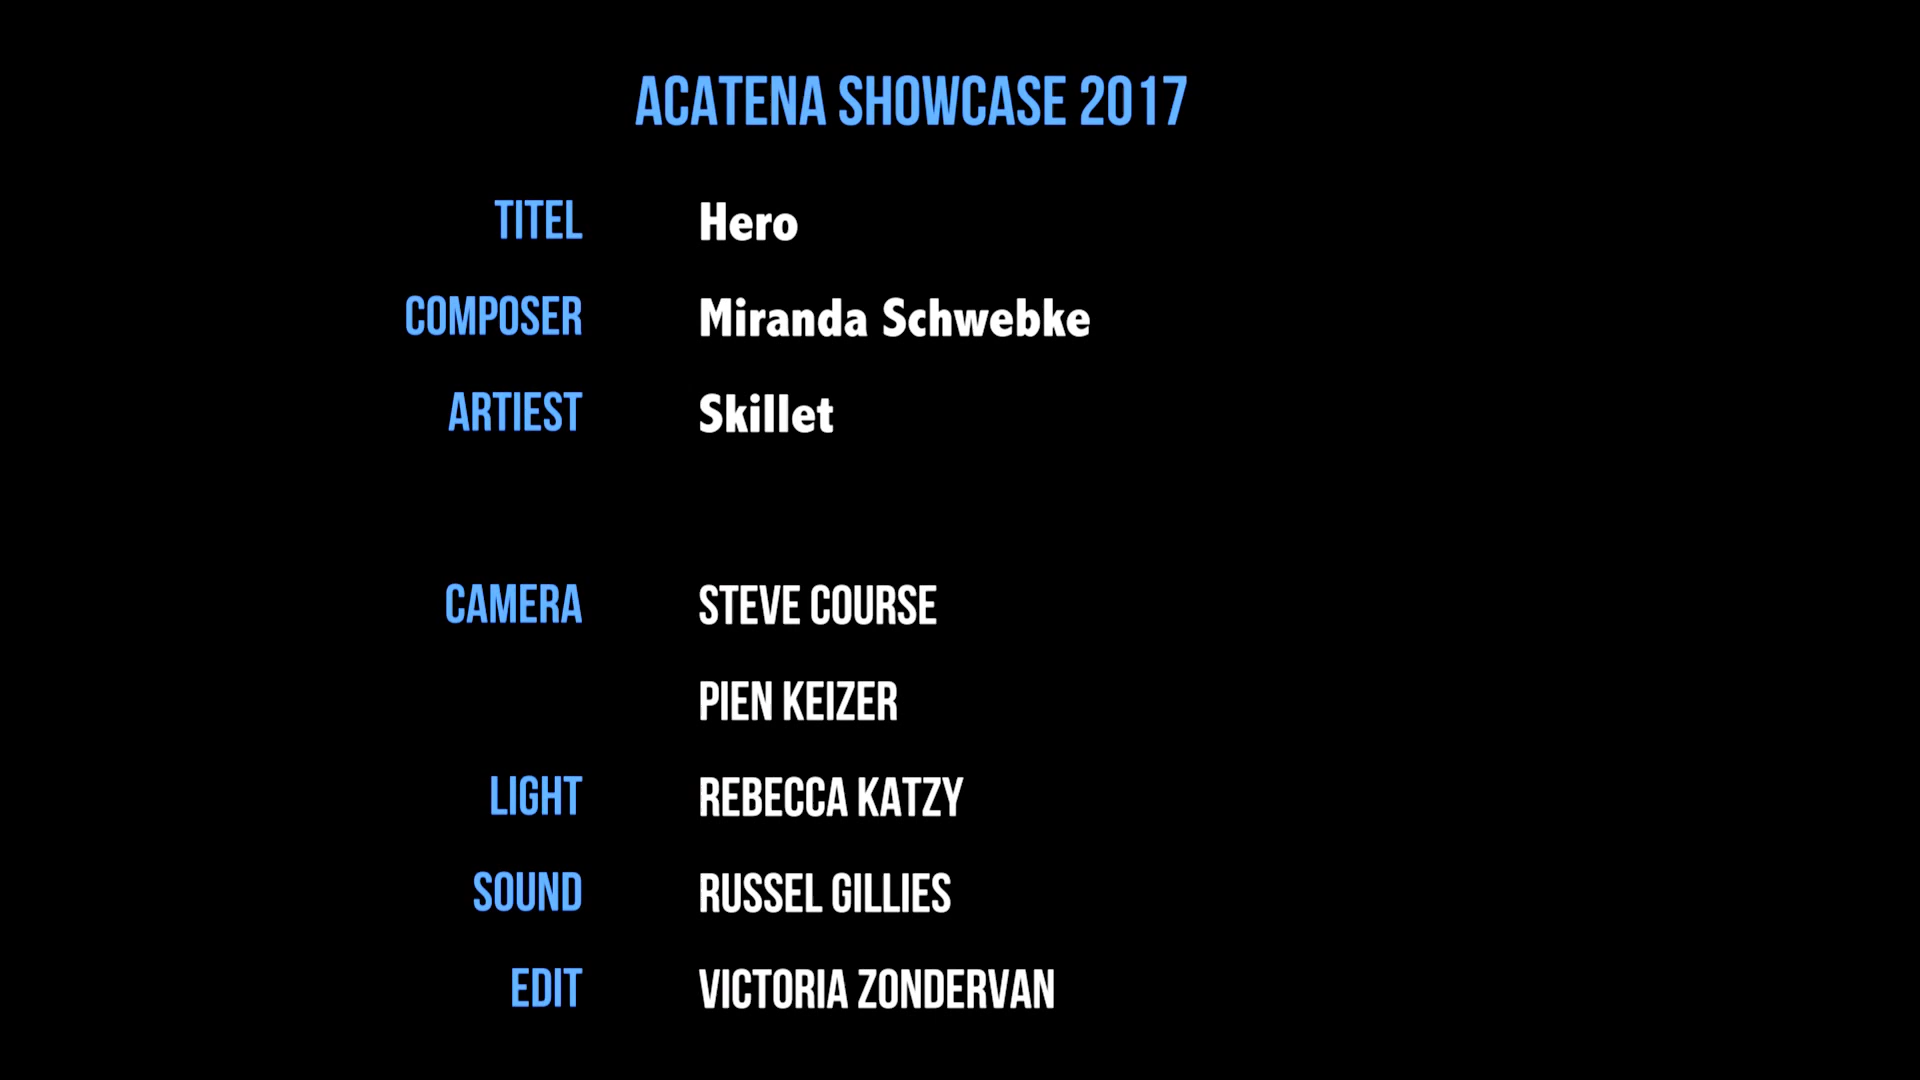 ACATENA SHOWCASE 2017
TITEL Hero
COMPOSER Miranda Schwebke
ARTIEST Skillet
CAMERA STEVE COURSE
PIEN KEIZER
LIGHT REBECCA KATZY
SOUND RUSSEL GILLIES
EDIT VICTORIA ZONDERVAN